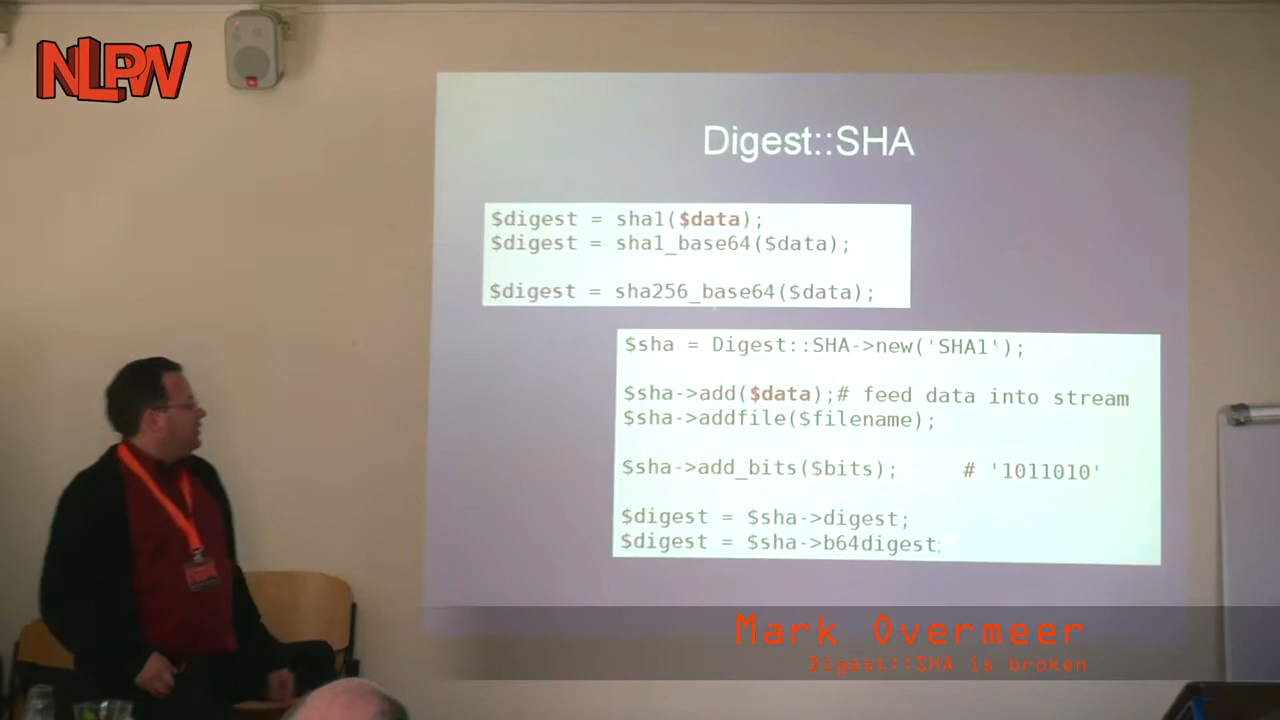 NLPW
Digest::SHA
$digest = sha1($data);
$digest = sha1_base64($data);
$digest = sha256_base64($data);
$sha = Digest::SHA->new('SHA1');
$sha->add($data);# feed data into stream
$sha->addfile($filename);
$sha->add_bits($bits); # '1011010'
$digest = $sha->digest;
$digest = $sha->b64digest;
Mark Overmeer
Digest::SHA is broken